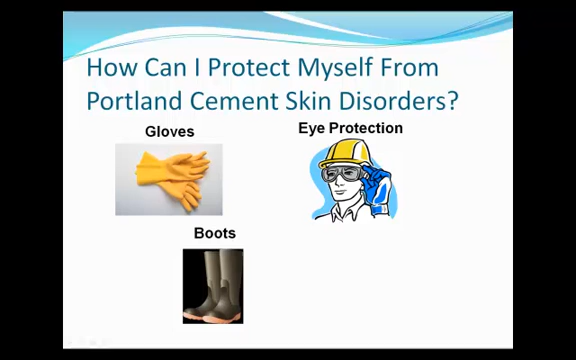 How Can I Protect Myself From
Portland Cement Skin Disorders?
Gloves
Eye Protection
Boots